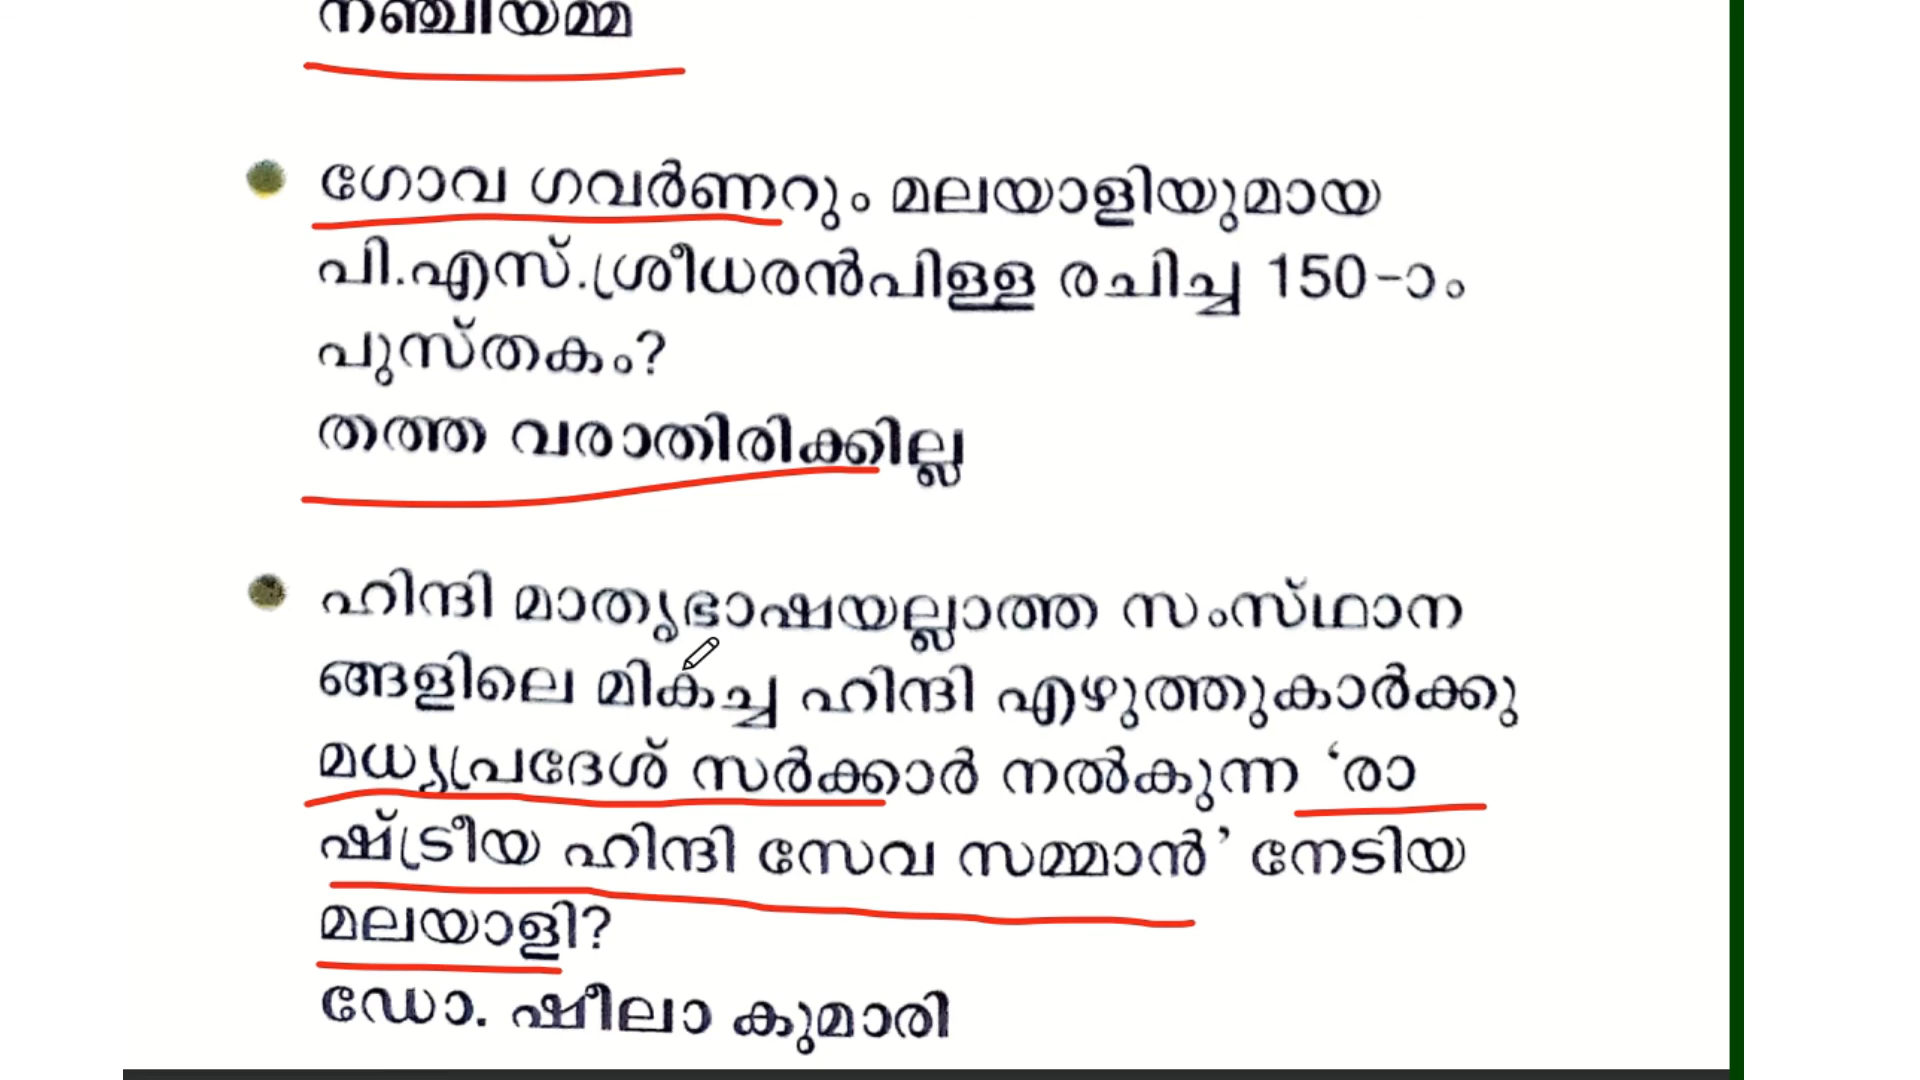 നഞ്ചിയമ്മ
ഗോവ ഗവർണറും മലയാളിയുമായ
പി.എസ്.ശ്രീധരൻപിള്ള രചിച്ച 150-ാം
പുസ്തകം?
തത്ത വരാതിരിക്കില്ല
ഹിന്ദി മാതൃഭാഷയല്ലാത്ത സംസ്ഥാന
ങ്ങളിലെ മികച്ച ഹിന്ദി എഴുത്തുകാർക്കു
മധ്യപ്രദേശ് സർക്കാർ നൽകുന്ന ‘രാ
ഷ്ട്രീയ ഹിന്ദി സേവ സമ്മാൻ’ നേടിയ
മലയാളി?
ഡോ. ഷീലാ കുമാരി